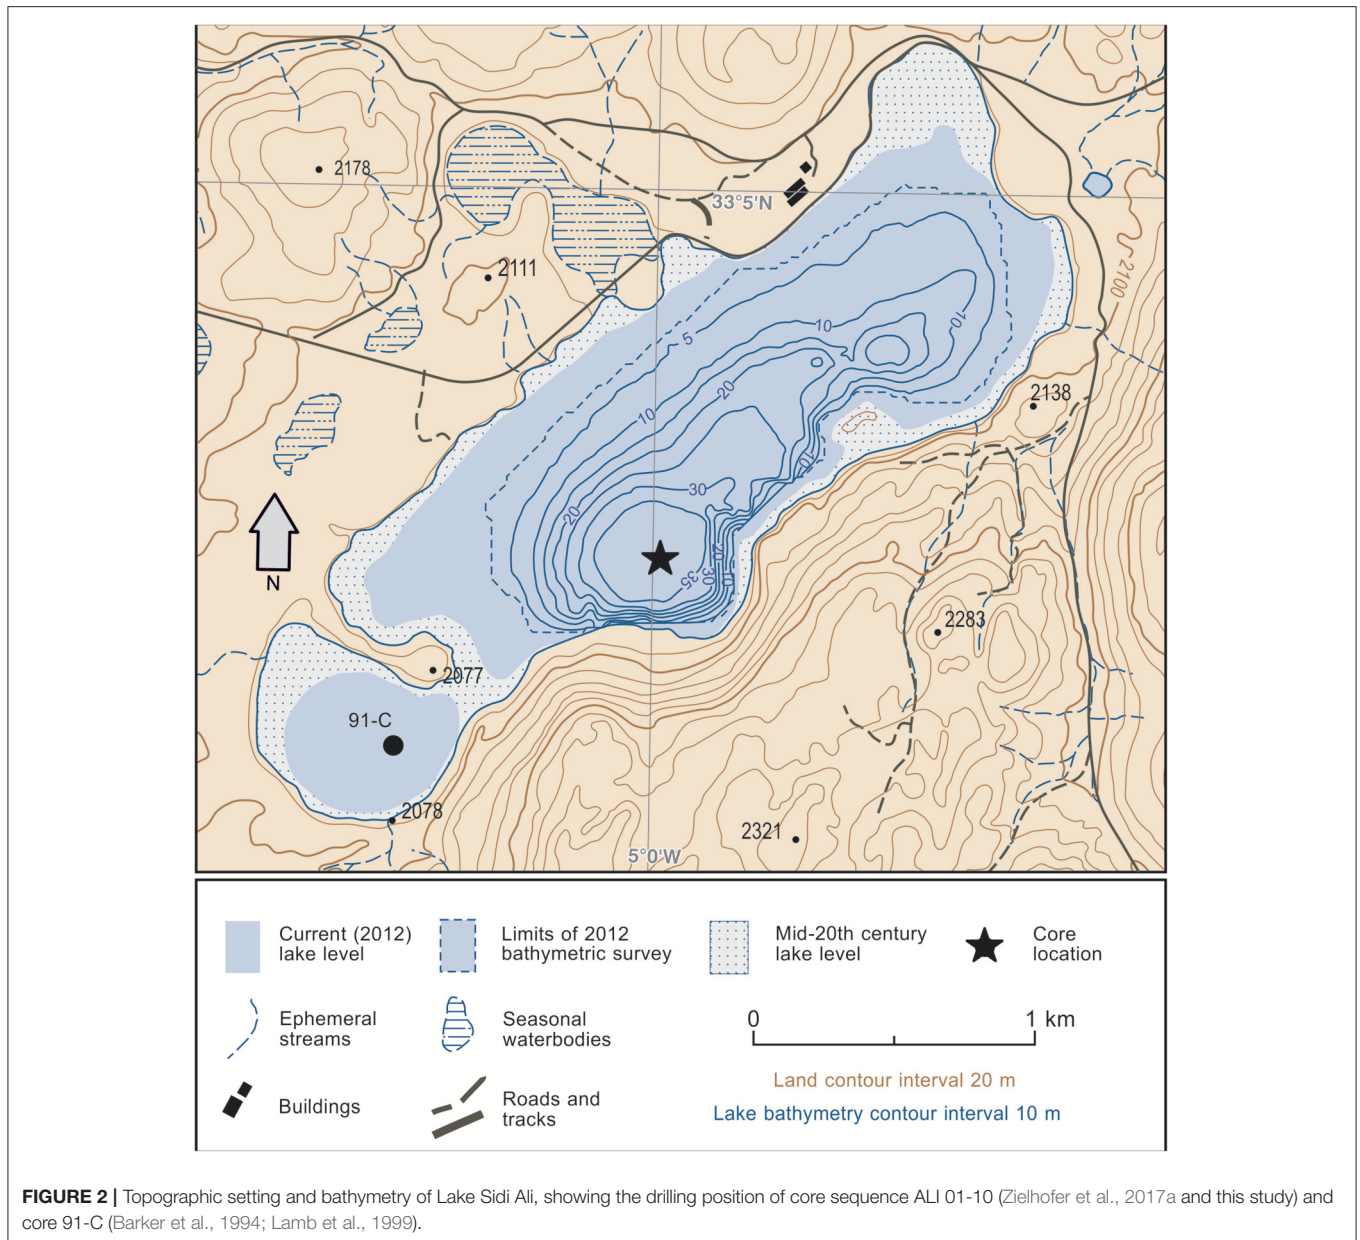 2178
33°5'N
2111
2100
5
10
10
20
10
2138
10
30
20
20
30
10
35
N
2283
2077
91-C
2078
2321
5°0'W
Current (2012)
lake level
Limits of 2012
bathymetric survey
Mid-20th century
lake level
Core
location
Ephemeral
streams
Seasonal
waterbodies
0 1 km
Buildings
Roads and
tracks
Land contour interval 20 m
Lake bathymetry contour interval 10 m
FIGURE 2 | Topographic setting and bathymetry of Lake Sidi Ali, showing the drilling position of core sequence ALI 01-10 (Zielhofer et al., 2017a and this study) and
core 91-C (Barker et al., 1994; Lamb et al., 1999).